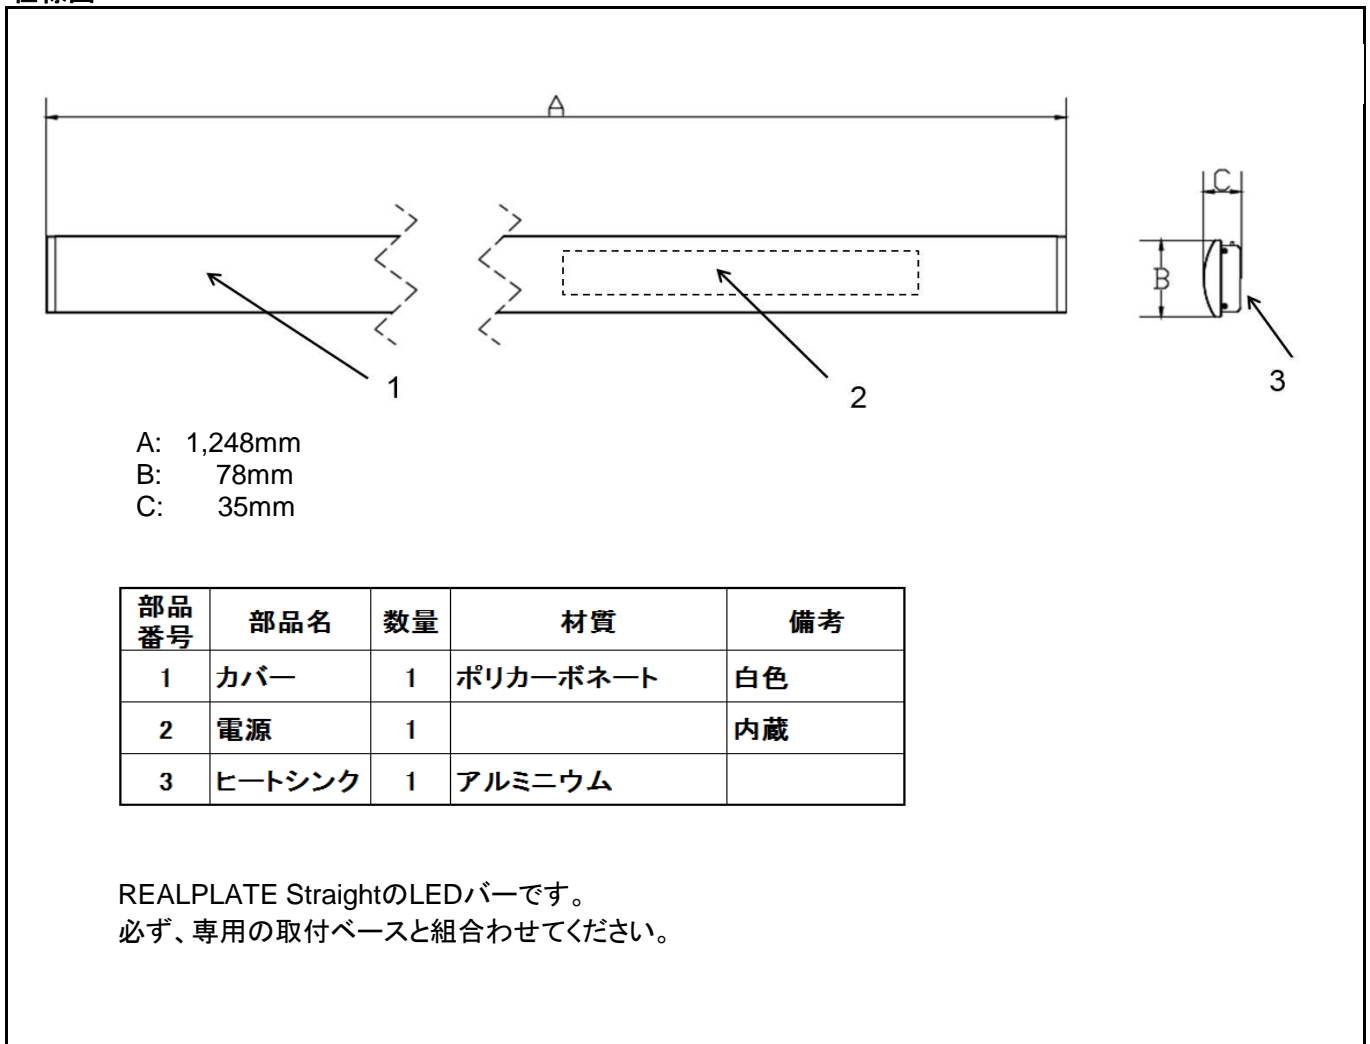 A
C
B
1
2
3
A: 1,248mm
B: 78mm
C: 35mm
部品番号 部品名 数量 材質 備考
1 カバー 1 ポリカーボネート 白色
2 電源 1 内蔵
3 ヒートシンク 1 アルミニウム
REALPLATE StraightのLEDバーです。
必ず、専用の取付ベースと組合わせてください。